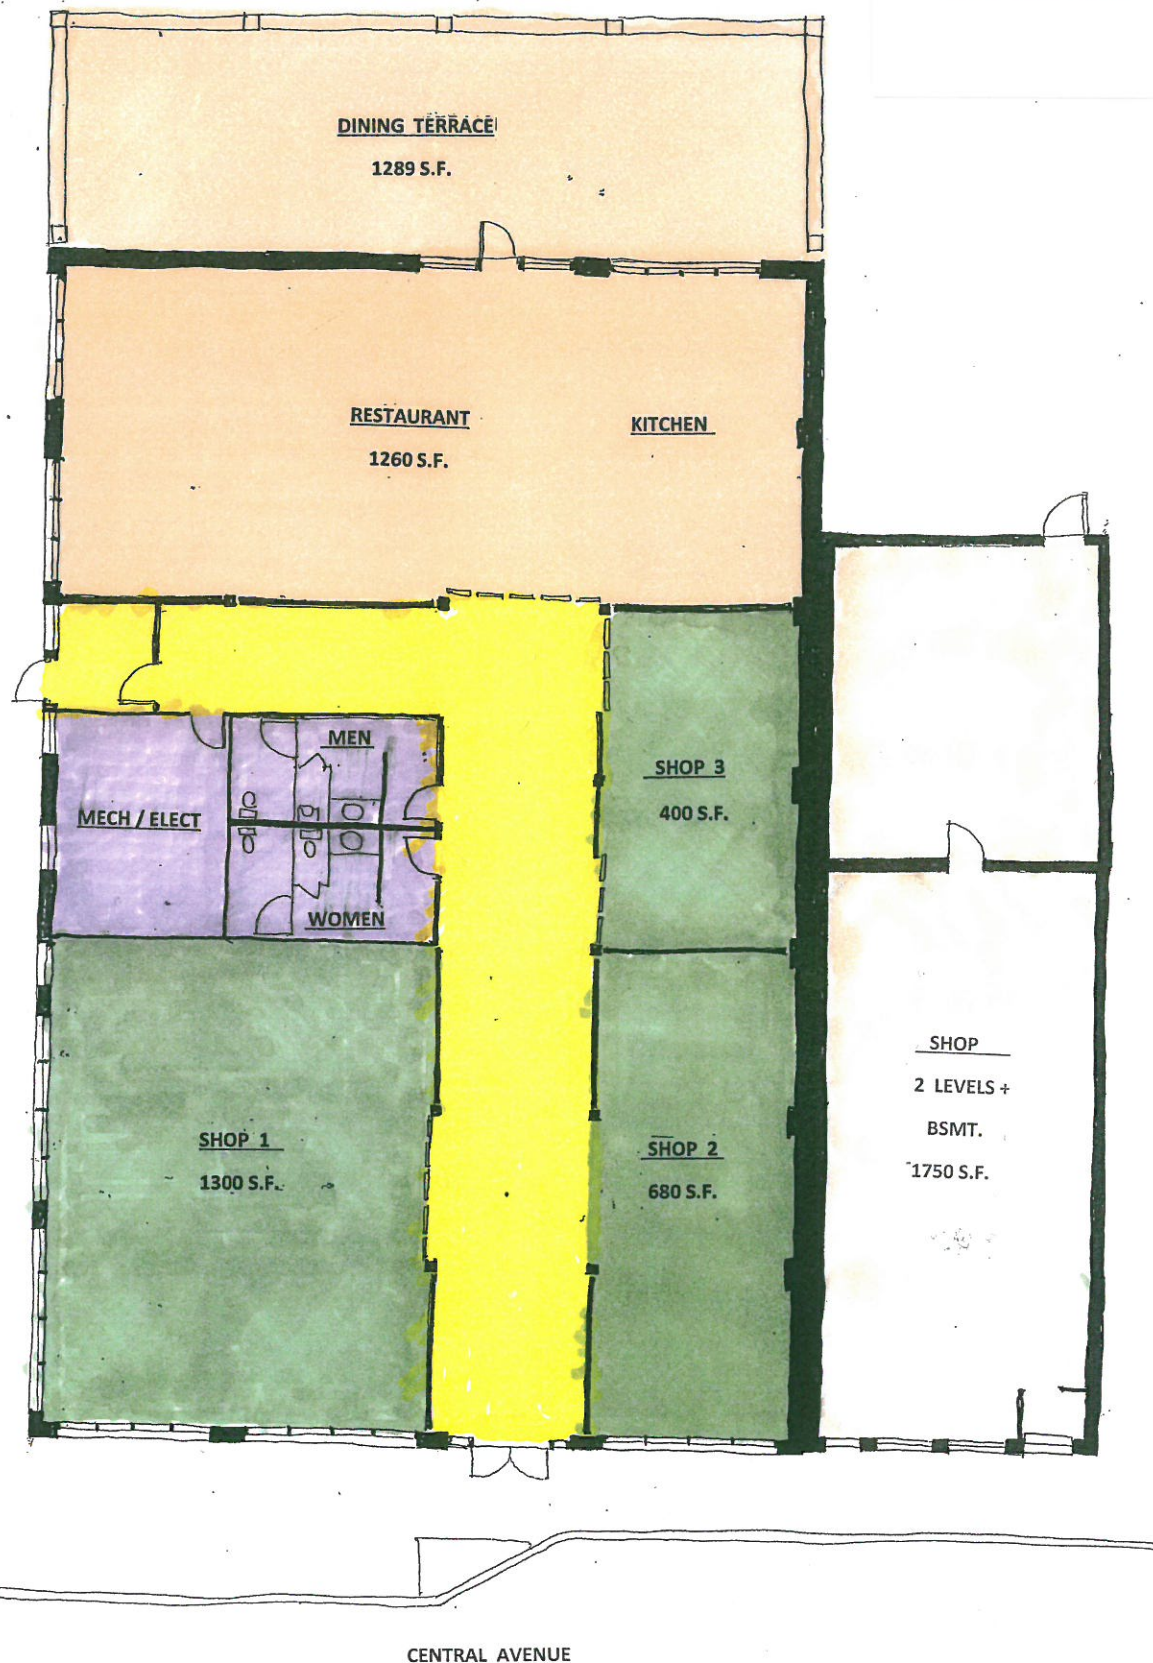 DINING TERRACE
1289 S.F.
RESTAURANT
1260 S.F.
KITCHEN
MEN
MECH / ELECT
WOMEN
SHOP 3
400 S.F.
SHOP 1
1300 S.F.
SHOP 2
680 S.F.
SHOP
2 LEVELS +
BSMT.
1750 S.F.
CENTRAL AVENUE